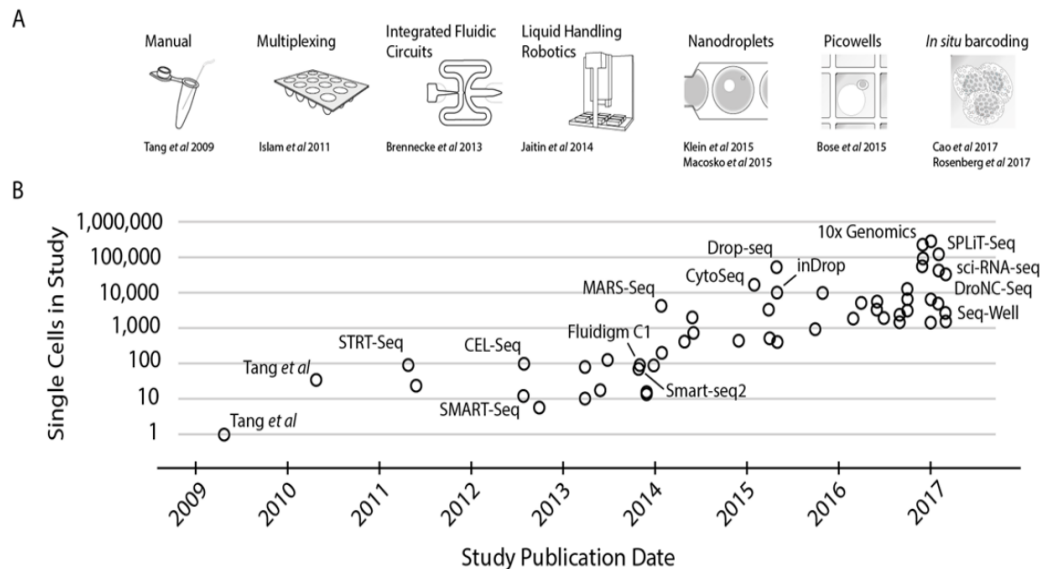 A
Manual
Multiplexing
Integrated Fluidic
Circuits
Liquid Handling
Robotics
Nanodroplets
Picowells
In situ barcoding
Tang et al 2009
Islam et al 2011
Brennecke et al 2013
Jaitin et al 2014
Klein et al 2015
Macosko et al 2015
Bose et al 2015
Cao et al 2017
Rosenberg et al 2017
B
Single Cells in Study
1,000,000
100,000
10,000
1,000
100
10
1
Tang et al
Tang et al
STRT-Seq
CEL-Seq
SMART-Seq
Fluidigm C1
Smart-seq2
MARS-Seq
CytoSeq
Drop-seq
inDrop
10x Genomics
SPLiT-Seq
sci-RNA-seq
DroNC-Seq
Seq-Well
2009
2010
2011
2012
2013
2014
2015
2016
2017
Study Publication Date